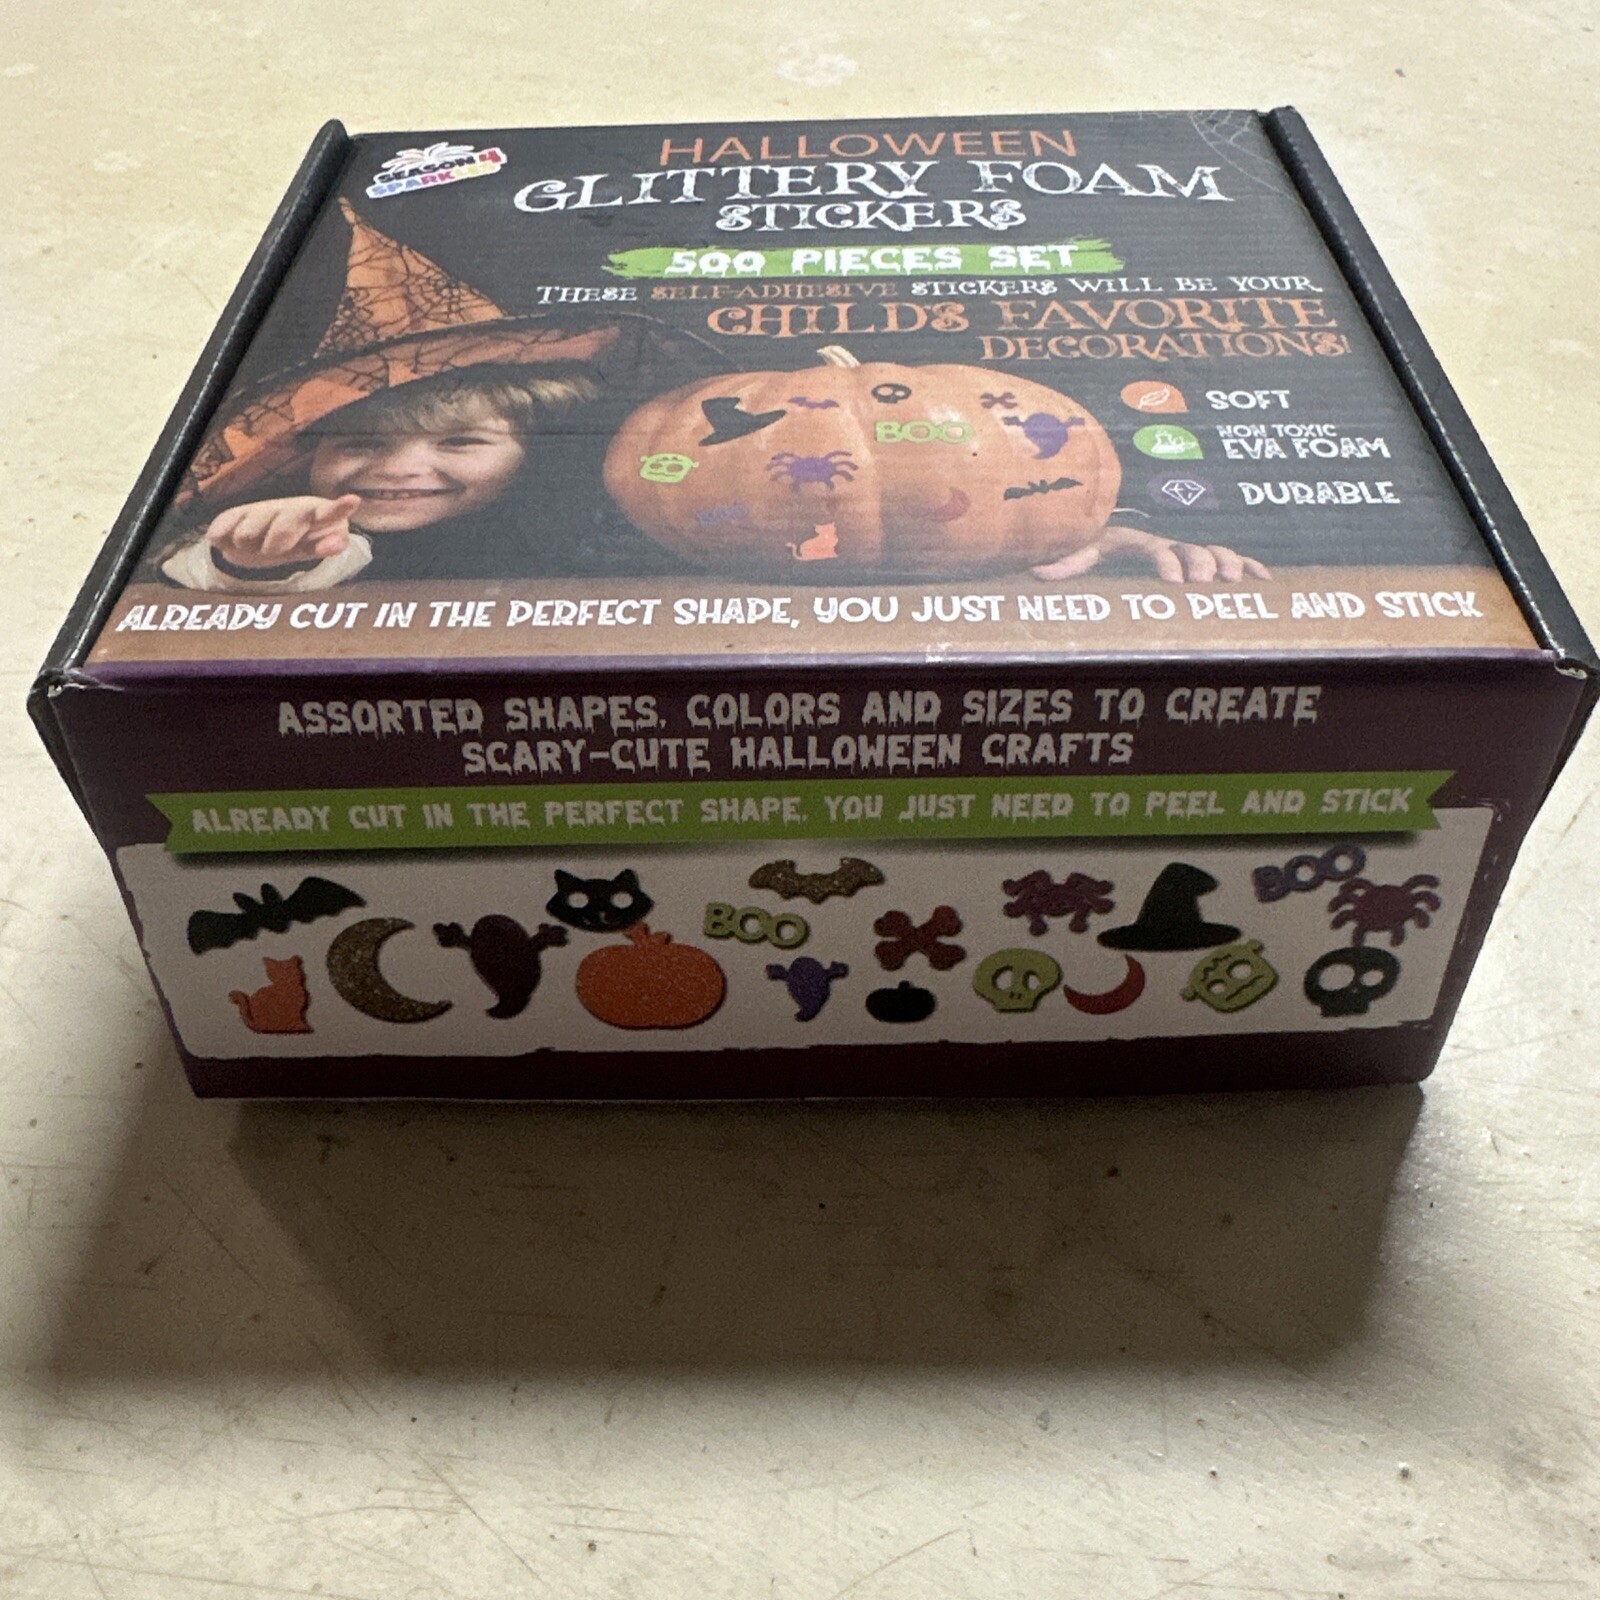 SEASON 4
SPARKLES
HALLOWEEN
GLITTERY FOAM
STICKERS
500 PIECES SET
THESE SELF-ADHESIVE STICKERS WILL BE YOUR
CHILD'S FAVORITE
DECORATIONS!
BOO
BOO
SOFT
NON TOXIC
EVA FOAM
DURABLE
ALREADY CUT IN THE PERFECT SHAPE, YOU JUST NEED TO PEEL AND STICK
ASSORTED SHAPES, COLORS AND SIZES TO CREATE
SCARY-CUTE HALLOWEEN CRAFTS
ALREADY CUT IN THE PERFECT SHAPE, YOU JUST NEED TO PEEL AND STICK
BOO
BOO